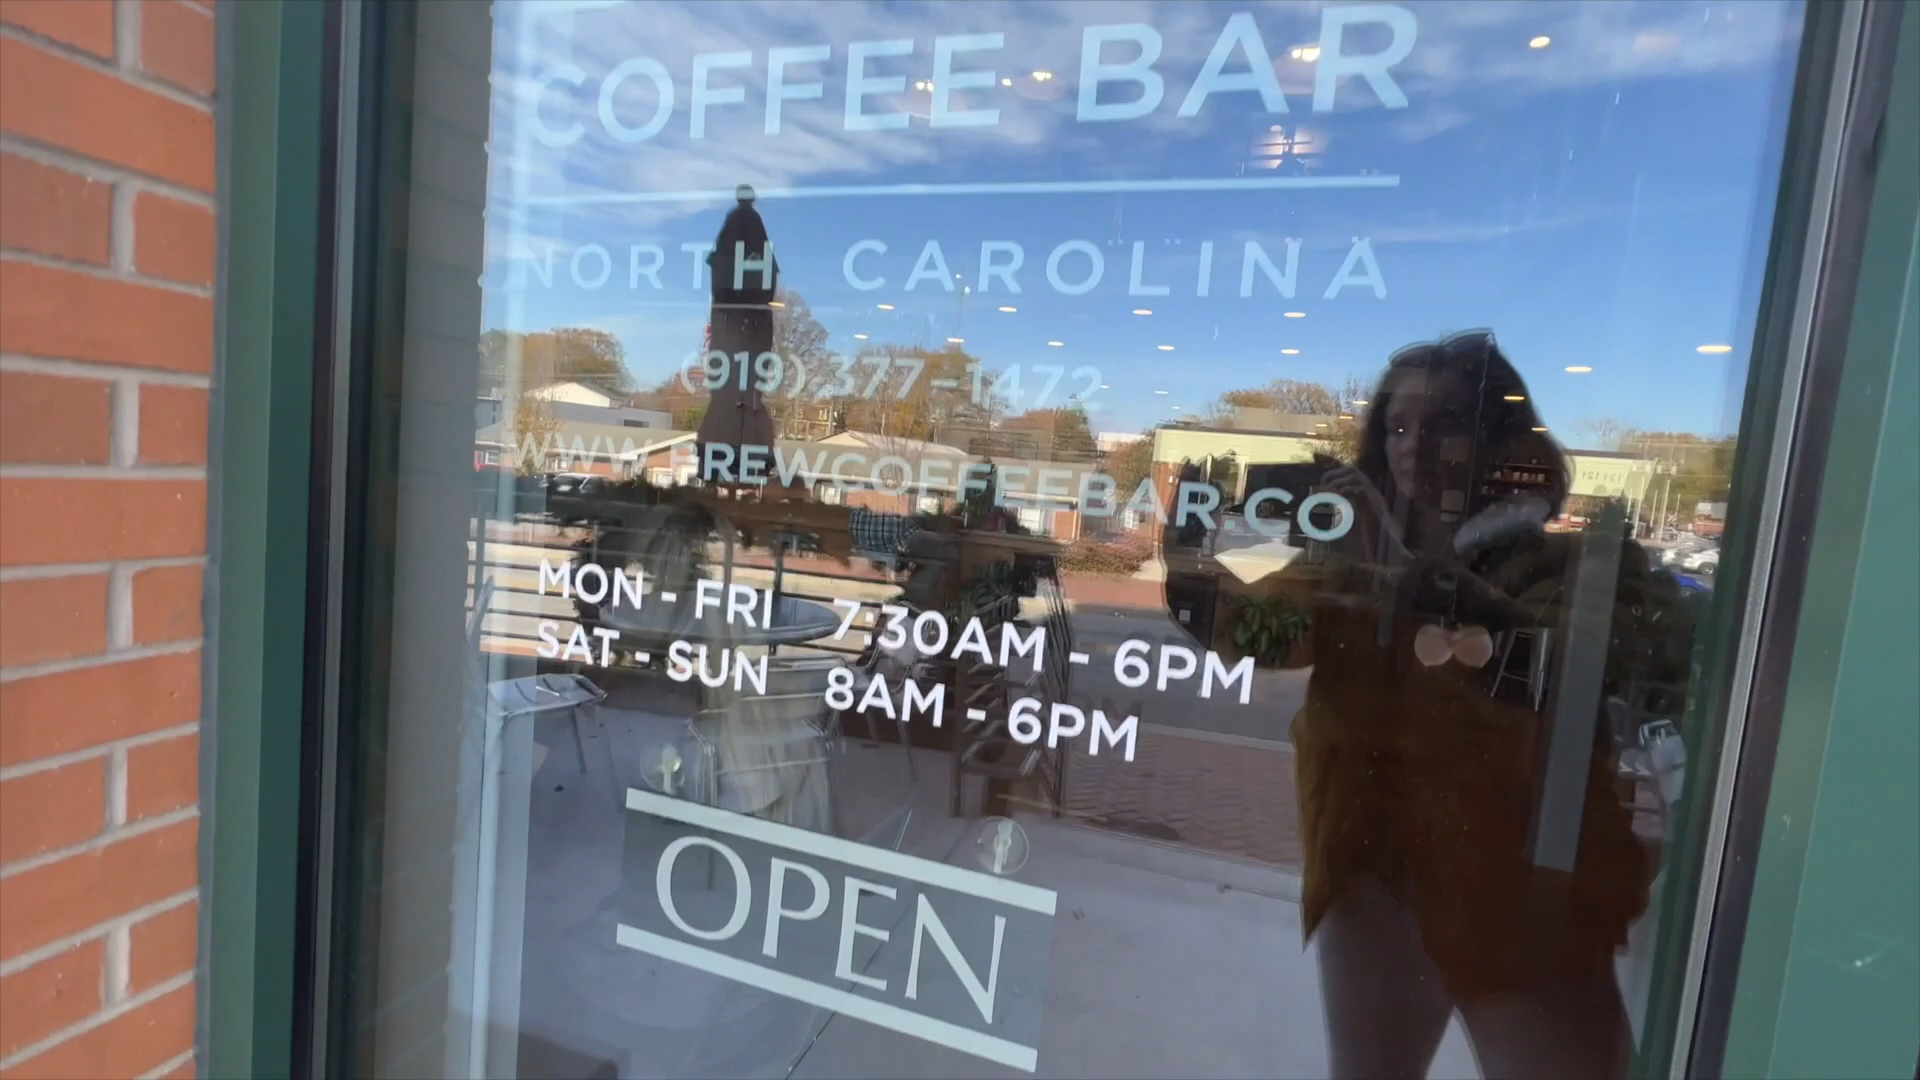 COFFEE BAR
NORTH CAROLINA
(919) 377-1472
WWW.BREWCOFFEEBAR.CO
MON - FRI 7:30AM - 6PM
SAT - SUN 8AM - 6PM
OPEN